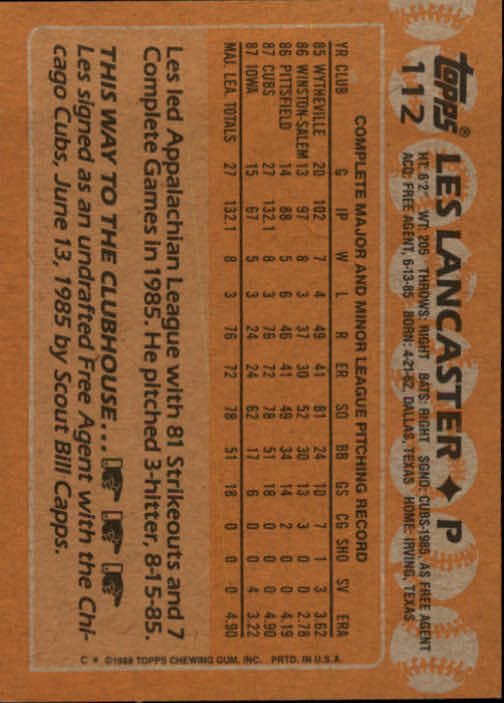 topps® LES LANCASTER ♦ P
112 HT: 6'2" WT: 205 THROWS: RIGHT BATS: RIGHT SGND: CUBS-1985, AS FREE AGENT
ACQ: FREE AGENT, 6-13-85 BORN: 4-21-62, DALLAS, TEXAS HOME: IRVING, TEXAS
COMPLETE MAJOR AND MINOR LEAGUE PITCHING RECORD
YR CLUB G IP W L R ER SO BB GS CG SHO SV ERA
85 WYTHEVILLE 20 102 7 4 49 41 81 24 10 7 1 3 3.62
86 WINSTON-SALEM 13 97 8 3 37 30 52 30 13 3 0 0 2.78
86 PITTSFIELD 14 88 5 6 46 41 49 34 14 2 0 0 4.19
87 CUBS 27 132.1 8 3 76 72 78 51 18 0 0 0 4.90
87 IOWA 15 67 5 3 24 24 62 17 6 0 0 4 3.22
MAJ. LEA. TOTALS 27 132.1 8 3 76 72 78 51 18 0 0 0 4.90
Les led Appalachian League with 81 Strikeouts and 7
Complete Games in 1985. He pitched 3-hitter, 8-15-85.
THIS WAY TO THE CLUBHOUSE...
Les signed as an undrafted Free Agent with the Chi-
cago Cubs, June 13, 1985 by Scout Bill Capps.
C * ©1988 TOPPS CHEWING GUM, INC. PRTD. IN U.S.A.